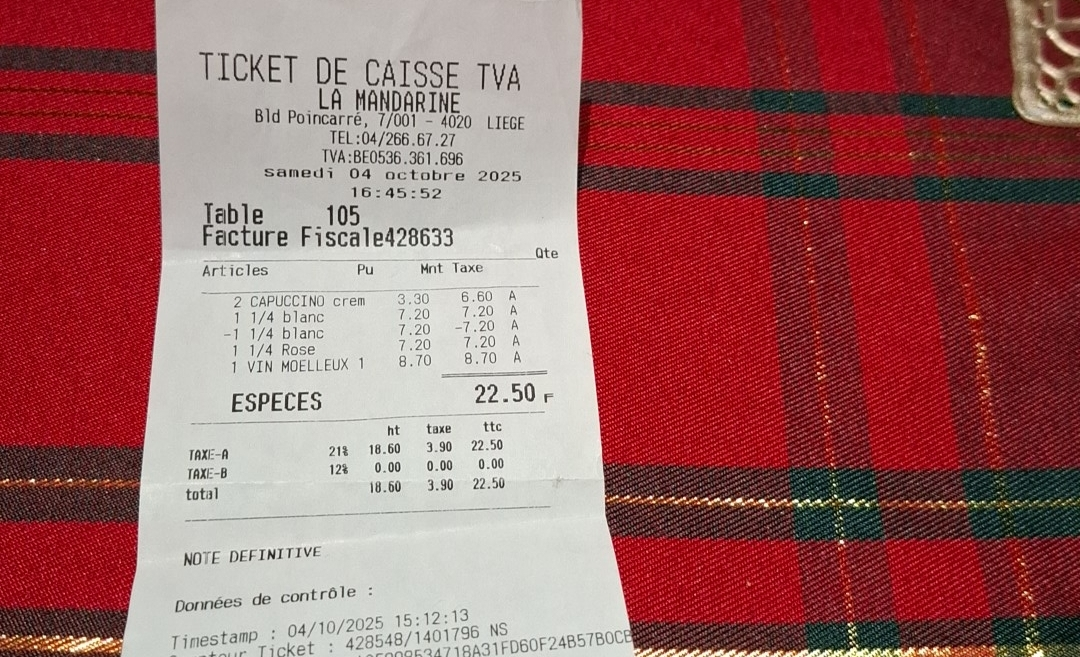 TICKET DE CAISSE TVA
LA MANDARINE
Bld Poincarré, 7/001 - 4020 LIEGE
TEL:04/266.67.27
TVA:BE0536.361.696
samedi 04 octobre 2025
16:45:52
Table 105
Facture Fiscale428633
Qte
Articles Pu Mnt Taxe
2 CAPUCCINO crem 3.30 6.60 A
1 1/4 blanc 7.20 7.20 A
-1 1/4 blanc 7.20 -7.20 A
1 1/4 Rose 7.20 7.20 A
1 VIN MOELLEUX 1 8.70 8.70 A
ESPECES 22.50 F
ht taxe ttc
TAXE-A 21% 18.60 3.90 22.50
TAXE-B 12% 0.00 0.00 0.00
total 18.60 3.90 22.50
NOTE DEFINITIVE
Données de contrôle :
Timestamp : 04/10/2025 15:12:13
Ticket : 428548/1401796 NS